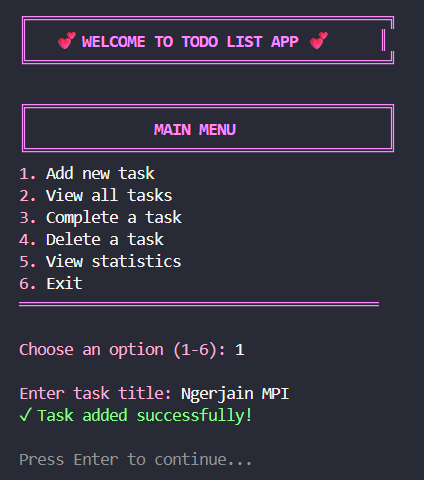 💕 WELCOME TO TODO LIST APP 💕
MAIN MENU
1. Add new task
2. View all tasks
3. Complete a task
4. Delete a task
5. View statistics
6. Exit
Choose an option (1-6): 1
Enter task title: Ngerjain MPI
✓ Task added successfully!
Press Enter to continue...